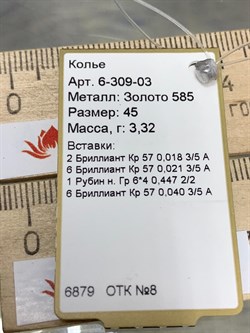 Колье
Арт. 6-309-03
Металл: Золото 585
Размер: 45
Масса, г: 3,32
Вставки:
2 Бриллиант Кр 57 0,018 3/5 А
6 Бриллиант Кр 57 0,021 3/5 А
1 Рубин н. Гр 6*4 0,447 2/2
6 Бриллиант Кр 57 0,040 3/5 А
6879 ОТК №8